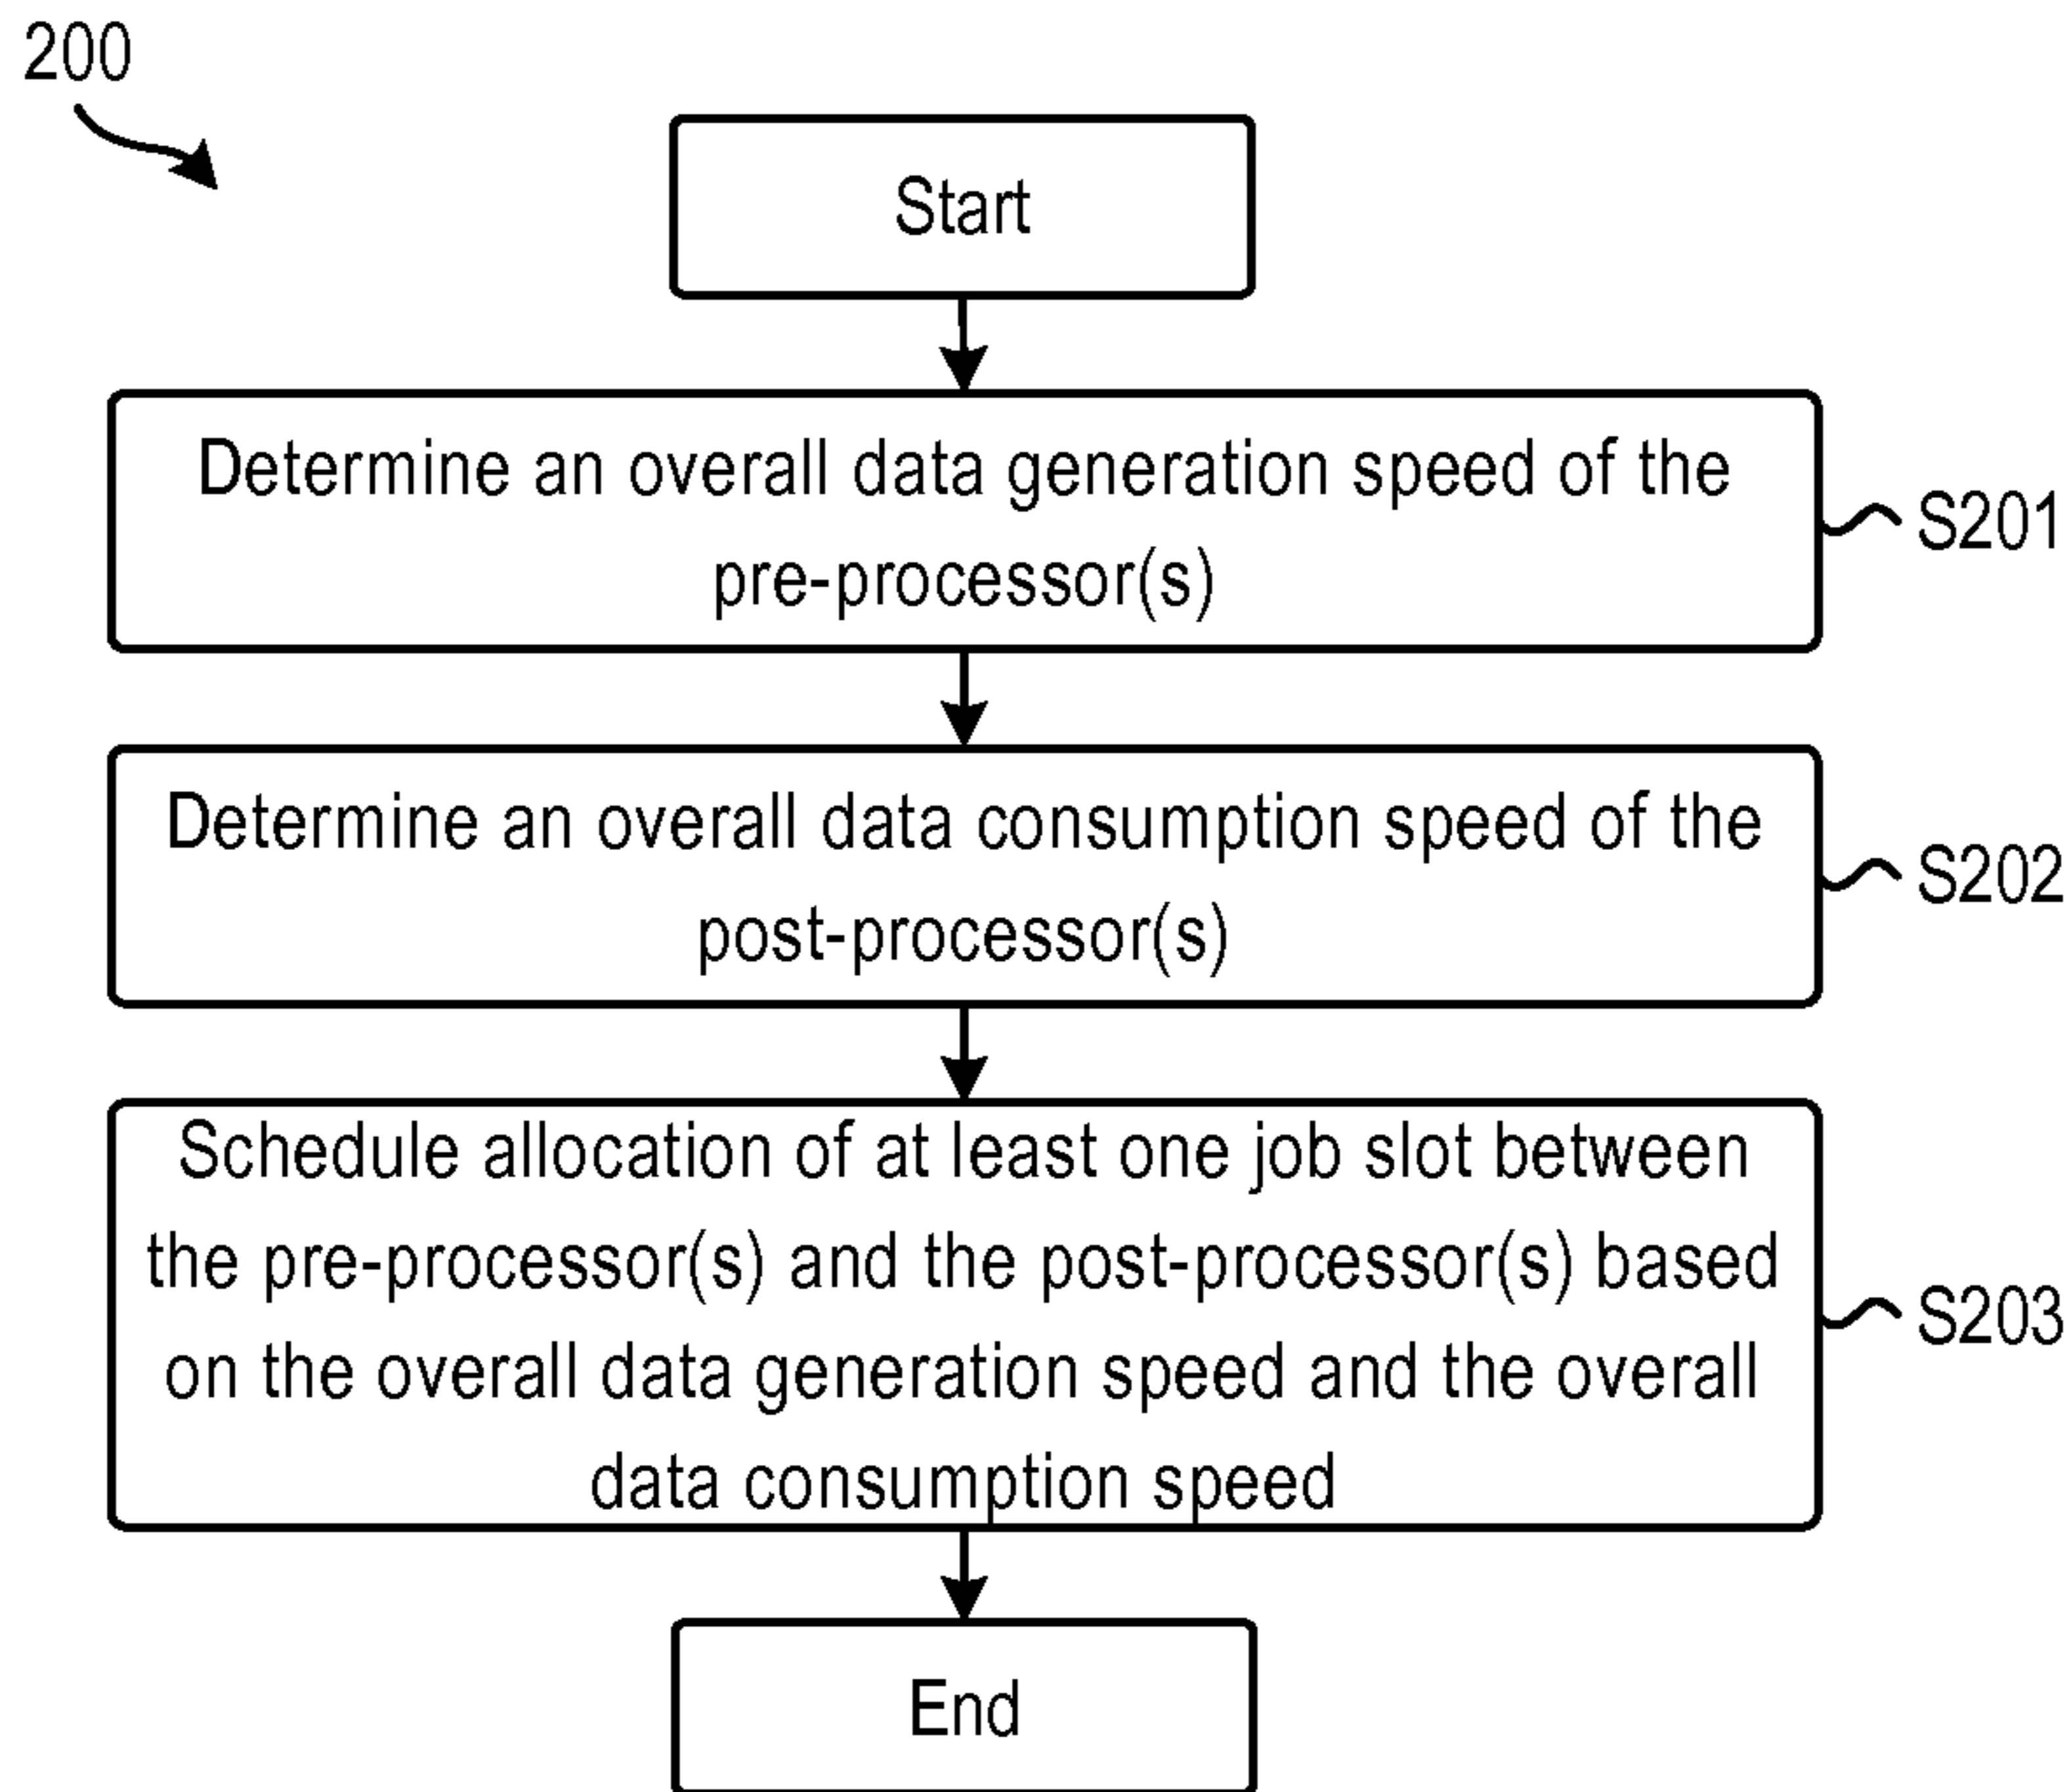 200
Start
Determine an overall data generation speed of the
pre-processor(s)
S201
Determine an overall data consumption speed of the
post-processor(s)
S202
Schedule allocation of at least one job slot between
the pre-processor(s) and the post-processor(s) based
on the overall data generation speed and the overall
data consumption speed
S203
End